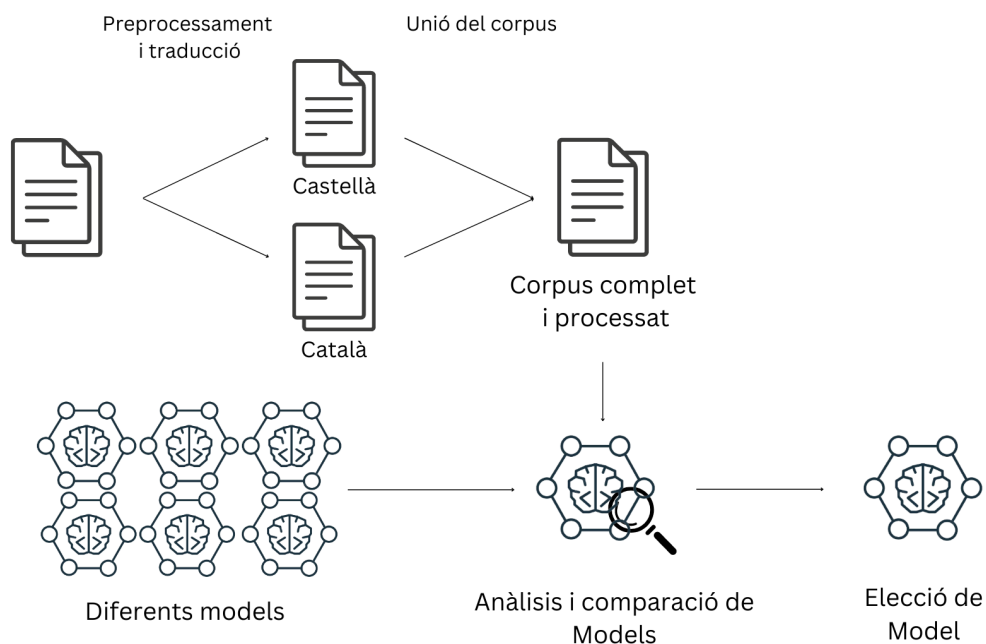 Preprocessament
i traducció
Unió del corpus
Castellà
Català
Corpus complet
i processat
Diferents models
Anàlisis i comparació de
Models
Elecció de
Model